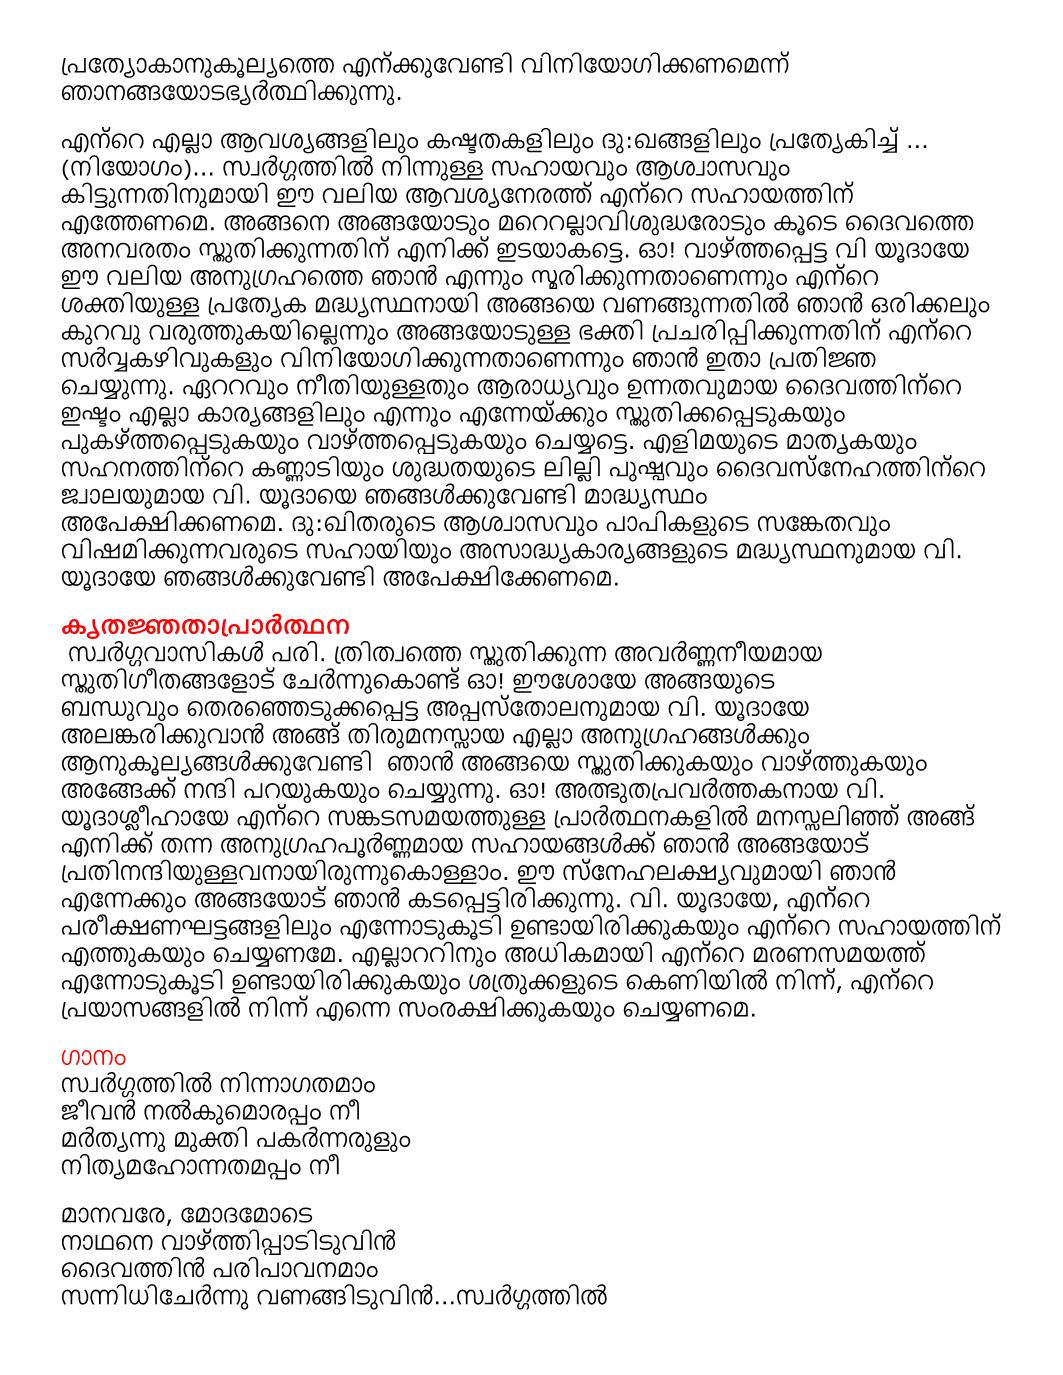 പ്രത്യോകാനുകൂല്യത്തെ എന്ക്കുവേണ്ടി വിനിയോഗിക്കണമെന്ന്
ഞാനങ്ങയോടഭ്യർത്ഥിക്കുന്നു.
എന്റെ എല്ലാ ആവശ്യങ്ങളിലും കഷ്ടതകളിലും ദു:ഖങ്ങളിലും പ്രത്യേകിച്ച് ...
(നിയോഗം)... സ്വർഗ്ഗത്തിൽ നിന്നുള്ള സഹായവും ആശ്വാസവും
കിട്ടുന്നതിനുമായി ഈ വലിയ ആവശ്യനേരത്ത് എന്റെ സഹായത്തിന്
എത്തേണമെ. അങ്ങനെ അങ്ങയോടും മറെറല്ലാവിശുദ്ധരോടും കൂടെ ദൈവത്തെ
അനവരതം സ്തുതിക്കുന്നതിന് എനിക്ക് ഇടയാകട്ടെ. ഓ! വാഴ്ത്തപ്പെട്ട വി യൂദായേ
ഈ വലിയ അനുഗ്രഹത്തെ ഞാൻ എന്നും സ്മരിക്കുന്നതാണെന്നും എന്റെ
ശക്തിയുള്ള പ്രത്യേക മദ്ധ്യസ്ഥനായി അങ്ങയെ വണങ്ങുന്നതിൽ ഞാൻ ഒരിക്കലും
കുറവു വരുത്തുകയില്ലെന്നും അങ്ങയോടുള്ള ഭക്തി പ്രചരിപ്പിക്കുന്നതിന് എന്റെ
സർവ്വകഴിവുകളും വിനിയോഗിക്കുന്നതാണെന്നും ഞാൻ ഇതാ പ്രതിജ്ഞ
ചെയ്യുന്നു. ഏററവും നീതിയുള്ളതും ആരാധ്യവും ഉന്നതവുമായ ദൈവത്തിന്റെ
ഇഷ്ടം എല്ലാ കാര്യങ്ങളിലും എന്നും എന്നേയ്ക്കും സ്തുതിക്കപ്പെടുകയും
പുകഴ്ത്തപ്പെടുകയും വാഴ്ത്തപ്പെടുകയും ചെയ്യട്ടെ. എളിമയുടെ മാതൃകയും
സഹനത്തിന്റെ കണ്ണാടിയും ശുദ്ധതയുടെ ലില്ലി പുഷ്പവും ദൈവസ്നേഹത്തിന്റെ
ജ്വാലയുമായ വി. യൂദായെ ഞങ്ങൾക്കുവേണ്ടി മാദ്ധ്യസ്ഥം
അപേക്ഷിക്കണമെ. ദു:ഖിതരുടെ ആശ്വാസവും പാപികളുടെ സങ്കേതവും
വിഷമിക്കുന്നവരുടെ സഹായിയും അസാദ്ധ്യകാര്യങ്ങളുടെ മദ്ധ്യസ്ഥനുമായ വി.
യൂദായേ ഞങ്ങൾക്കുവേണ്ടി അപേക്ഷിക്കേണമെ.
കൃതജ്ഞതാപ്രാർത്ഥന
സ്വർഗ്ഗവാസികൾ പരി. ത്രിത്വത്തെ സ്തുതിക്കുന്ന അവർണ്ണനീയമായ
സ്തുതിഗീതങ്ങളോട് ചേർന്നുകൊണ്ട് ഓ! ഈശോയേ അങ്ങയുടെ
ബന്ധുവും തെരഞ്ഞെടുക്കപ്പെട്ട അപ്പസ്തോലനുമായ വി. യൂദായേ
അലങ്കരിക്കുവാൻ അങ്ങ് തിരുമനസ്സായ എല്ലാ അനുഗ്രഹങ്ങൾക്കും
ആനുകൂല്യങ്ങൾക്കുവേണ്ടി  ഞാൻ അങ്ങയെ സ്തുതിക്കുകയും വാഴ്ത്തുകയും
അങ്ങേക്ക് നന്ദി പറയുകയും ചെയ്യുന്നു. ഓ! അത്ഭുതപ്രവർത്തകനായ വി.
യൂദാശ്ലീഹായേ എന്റെ സങ്കടസമയത്തുള്ള പ്രാർത്ഥനകളിൽ മനസ്സലിഞ്ഞ് അങ്ങ്
എനിക്ക് തന്ന അനുഗ്രഹപൂർണ്ണമായ സഹായങ്ങൾക്ക് ഞാൻ അങ്ങയോട്
പ്രതിനന്ദിയുള്ളവനായിരുന്നുകൊള്ളാം. ഈ സ്നേഹലക്ഷ്യവുമായി ഞാൻ
എന്നേക്കും അങ്ങയോട് ഞാൻ കടപ്പെട്ടിരിക്കുന്നു. വി. യൂദായേ, എന്റെ
പരീക്ഷണഘട്ടങ്ങളിലും എന്നോടുകൂടി ഉണ്ടായിരിക്കുകയും എന്റെ സഹായത്തിന്
എത്തുകയും ചെയ്യണമേ. എല്ലാററിനും അധികമായി എന്റെ മരണസമയത്ത്
എന്നോടുകൂടി ഉണ്ടായിരിക്കുകയും ശത്രുക്കളുടെ കെണിയിൽ നിന്ന്, എന്റെ
പ്രയാസങ്ങളിൽ നിന്ന് എന്നെ സംരക്ഷിക്കുകയും ചെയ്യണമെ.
ഗാനം
സ്വർഗ്ഗത്തിൽ നിന്നാഗതമാം
ജീവൻ നൽകുമൊരപ്പം നീ
മർത്യന്നു മുക്തി പകർന്നരുളും
നിത്യമഹോന്നതമപ്പം നീ
മാനവരേ, മോദമോടെ
നാഥനെ വാഴ്ത്തിപ്പാടിടുവിൻ
ദൈവത്തിൻ പരിപാവനമാം
സന്നിധിചേർന്നു വണങ്ങിടുവിൻ...സ്വർഗ്ഗത്തിൽ